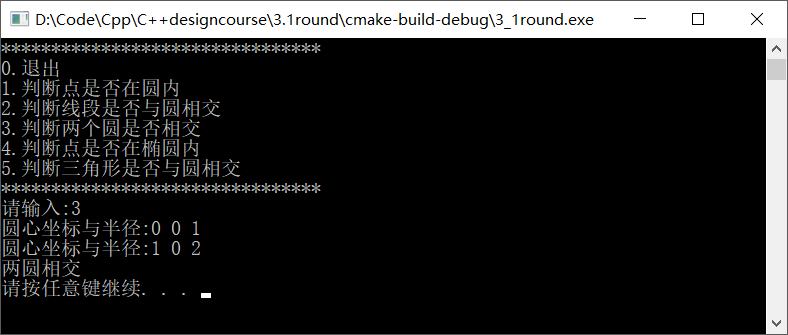 D:\Code\Cpp\C++designcourse\3.1round\cmake-build-debug\3_1round.exe
********************************
0.退出
1.判断点是否在圆内
2.判断线段是否与圆相交
3.判断两个圆是否相交
4.判断点是否在椭圆内
5.判断三角形是否与圆相交
********************************
请输入:3
圆心坐标与半径:0 0 1
圆心坐标与半径:1 0 2
两圆相交
请按任意键继续. . .